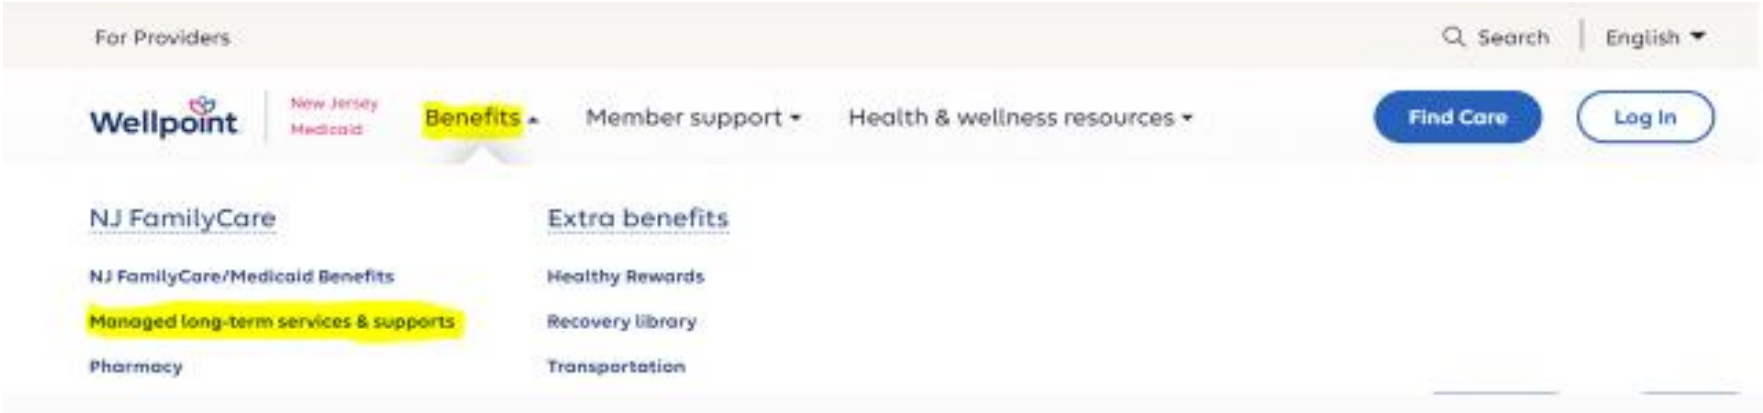 For Providers
Search
English
Wellpoint
New Jersey
Medicaid
Benefits
Member support
Health & wellness resources
Find Care
Log In
NJ FamilyCare
Extra benefits
NJ FamilyCare/Medicaid Benefits
Healthy Rewards
Managed long-term services & supports
Recovery library
Pharmacy
Transportation